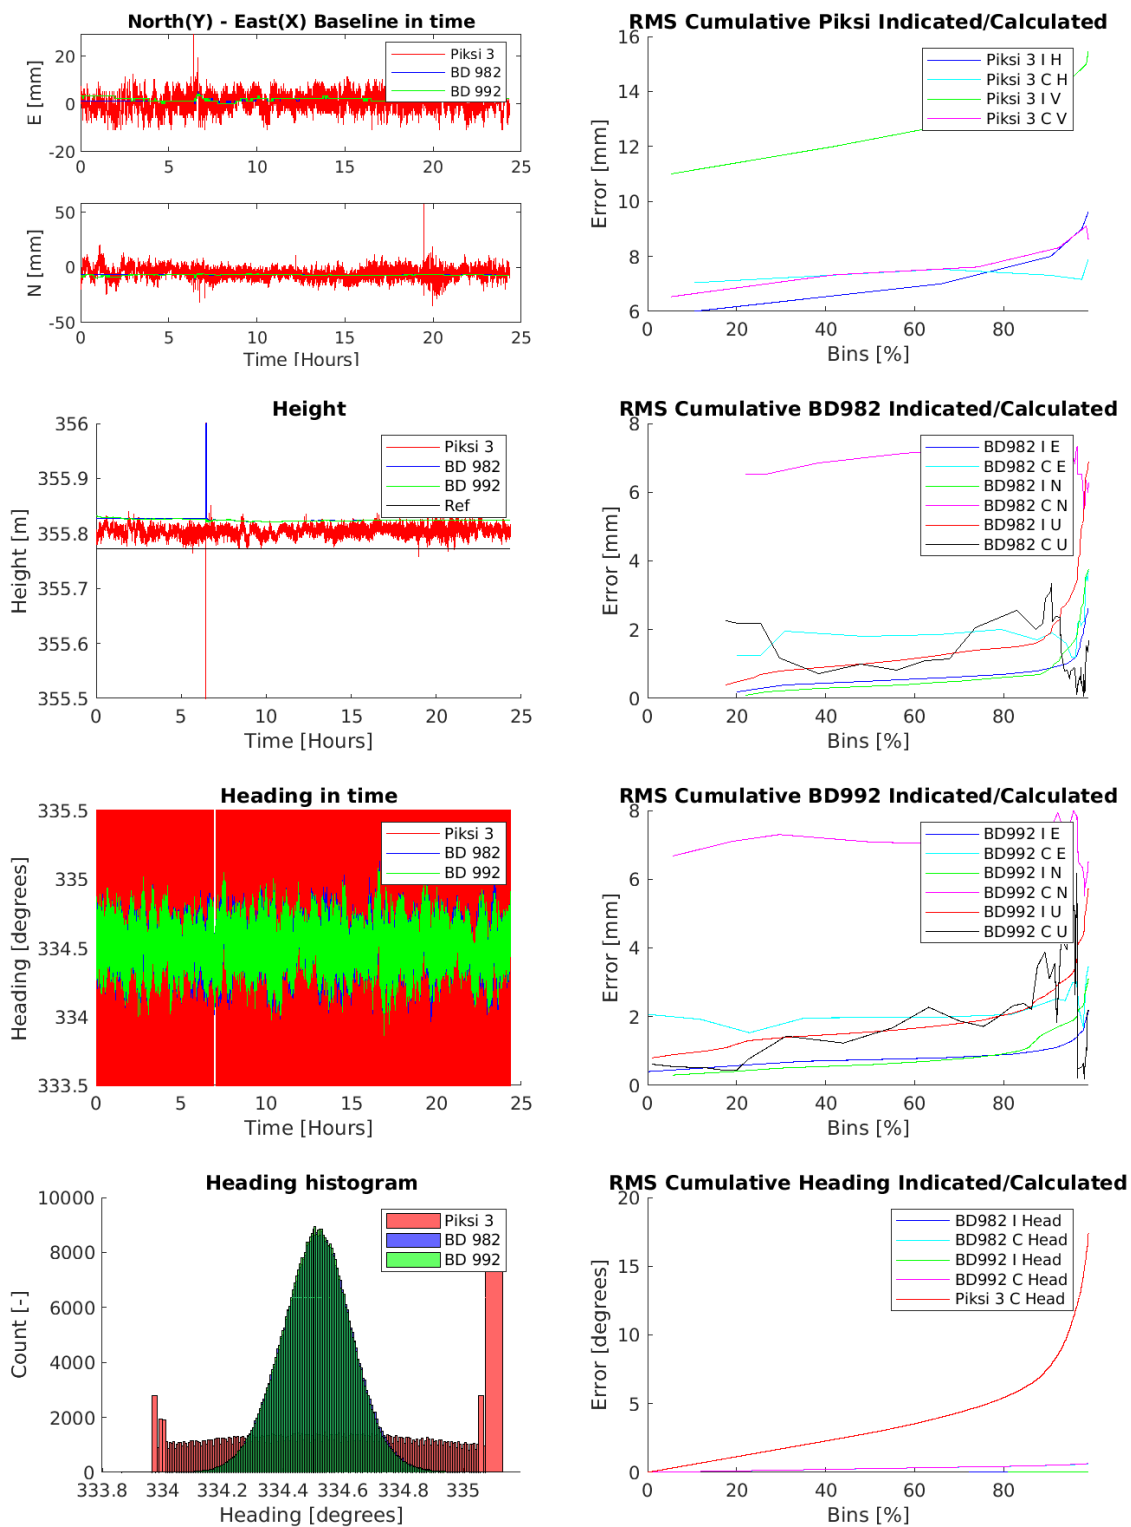 North(Y) - East(X) Baseline in time
E [mm]
20
0
-20
0 5 10 15 20 25
Piksi 3
BD 982
BD 992
N [mm]
50
0
-50
0 5 10 15 20 25
Time [Hours]
RMS Cumulative Piksi Indicated/Calculated
Error [mm]
16
14
12
10
8
6
0 20 40 60 80
Bins [%]
Piksi 3 I H
Piksi 3 C H
Piksi 3 I V
Piksi 3 C V
Height
Height [m]
356
355.9
355.8
355.7
355.6
355.5
0 5 10 15 20 25
Time [Hours]
Piksi 3
BD 982
BD 992
Ref
RMS Cumulative BD982 Indicated/Calculated
Error [mm]
8
6
4
2
0
0 20 40 60 80
Bins [%]
BD982 I E
BD982 C E
BD982 I N
BD982 C N
BD982 I U
BD982 C U
Heading in time
Heading [degrees]
335.5
335
334.5
334
333.5
0 5 10 15 20 25
Time [Hours]
Piksi 3
BD 982
BD 992
RMS Cumulative BD992 Indicated/Calculated
Error [mm]
8
6
4
2
0
0 20 40 60 80
Bins [%]
BD992 I E
BD992 C E
BD992 I N
BD992 C N
BD992 I U
BD992 C U
Heading histogram
Count [-]
10000
8000
6000
4000
2000
0
333.8 334 334.2 334.4 334.6 334.8 335
Heading [degrees]
Piksi 3
BD 982
BD 992
RMS Cumulative Heading Indicated/Calculated
Error [degrees]
20
15
10
5
0
0 20 40 60 80
Bins [%]
BD982 I Head
BD982 C Head
BD992 I Head
BD992 C Head
Piksi 3 C Head